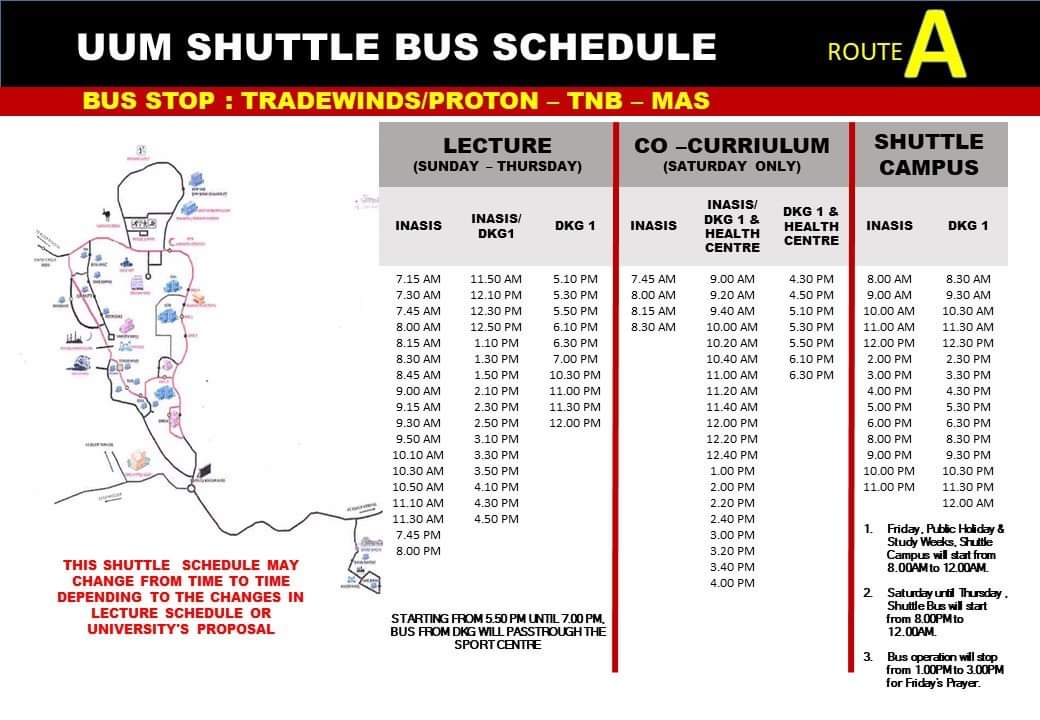 UUM SHUTTLE BUS SCHEDULE
ROUTE A
BUS STOP : TRADEWINDS/PROTON – TNB – MAS
LECTURE
(SUNDAY – THURSDAY)
INASIS
INASIS/
DKG1
DKG 1
7.15 AM 11.50 AM 5.10 PM
7.30 AM 12.10 PM 5.30 PM
7.45 AM 12.30 PM 5.50 PM
8.00 AM 12.50 PM 6.10 PM
8.15 AM 1.10 PM 6.30 PM
8.30 AM 1.30 PM 7.00 PM
8.45 AM 1.50 PM 10.30 PM
9.00 AM 2.10 PM 11.00 PM
9.15 AM 2.30 PM 11.30 PM
9.30 AM 2.50 PM 12.00 PM
9.50 AM 3.10 PM
10.10 AM 3.30 PM
10.30 AM 3.50 PM
10.50 AM 4.10 PM
11.10 AM 4.30 PM
11.30 AM 4.50 PM
7.45 PM
8.00 PM
STARTING FROM 5.50 PM UNTIL 7.00 PM,
BUS FROM DKG WILL PASSTROUGH THE
SPORT CENTRE
CO –CURRIULUM
(SATURDAY ONLY)
INASIS
INASIS/
DKG 1 &
HEALTH
CENTRE
DKG 1 &
HEALTH
CENTRE
7.45 AM 9.00 AM 4.30 PM
8.00 AM 9.20 AM 4.50 PM
8.15 AM 9.40 AM 5.10 PM
8.30 AM 10.00 AM 5.30 PM
10.20 AM 5.50 PM
10.40 AM 6.10 PM
11.00 AM 6.30 PM
11.20 AM
11.40 AM
12.00 PM
12.20 PM
12.40 PM
1.00 PM
2.00 PM
2.20 PM
2.40 PM
3.00 PM
3.20 PM
3.40 PM
4.00 PM
SHUTTLE
CAMPUS
INASIS DKG 1
8.00 AM 8.30 AM
9.00 AM 9.30 AM
10.00 AM 10.30 AM
11.00 AM 11.30 AM
12.00 PM 12.30 PM
2.00 PM 2.30 PM
3.00 PM 3.30 PM
4.00 PM 4.30 PM
5.00 PM 5.30 PM
6.00 PM 6.30 PM
8.00 PM 8.30 PM
9.00 PM 9.30 PM
10.00 PM 10.30 PM
11.00 PM 11.30 PM
12.00 AM
1. Friday, Public Holiday &
Study Weeks, Shuttle
Campus will start from
8.00AM to 12.00AM.
2. Saturday until Thursday ,
Shuttle Bus will start
from 8.00PM to
12.00AM.
3. Bus operation will stop
from 1.00PM to 3.00PM
for Friday's Prayer.
THIS SHUTTLE SCHEDULE MAY
CHANGE FROM TIME TO TIME
DEPENDING TO THE CHANGES IN
LECTURE SCHEDULE OR
UNIVERSITY'S PROPOSAL